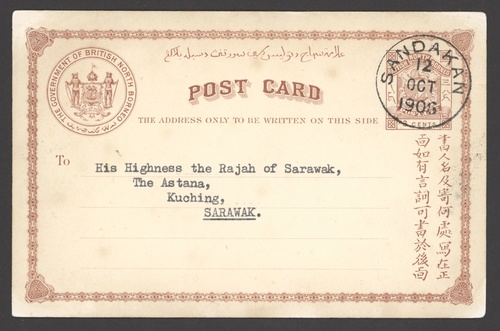 THE GOVERNMENT OF BRITISH NORTH BORNEO
POST CARD
THE ADDRESS ONLY TO BE WRITTEN ON THIS SIDE
SANDAKAN
12
OCT
1908
CENTS
To
His Highness the Rajah of Sarawak,
The Astana,
Kuching,
SARAWAK.
書人名及寄何處寫在正
面如有言詞可書於後面